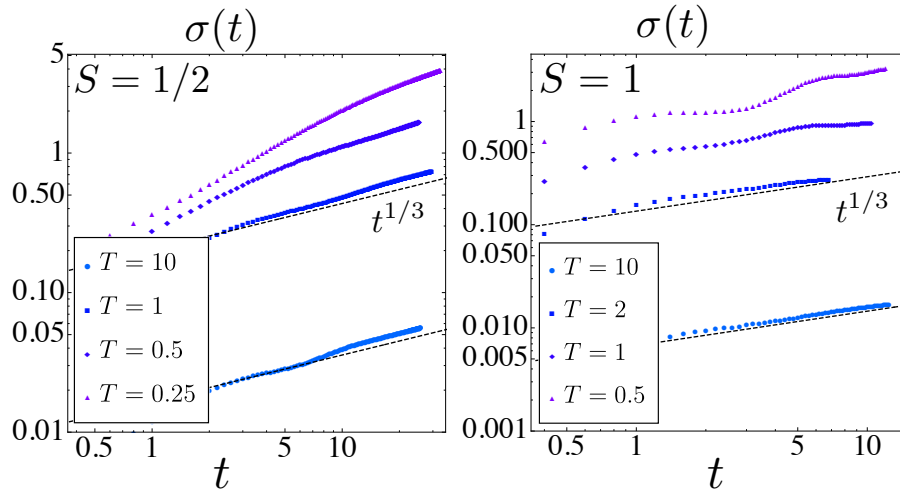 σ(t)
S = 1/2
5
1
0.50
0.10
0.05
0.01
t^{1/3}
T = 10
T = 1
T = 0.5
T = 0.25
0.5 1 5 10
t
σ(t)
S = 1
1
0.500
0.100
0.050
0.010
0.005
0.001
t^{1/3}
T = 10
T = 2
T = 1
T = 0.5
0.5 1 5 10
t